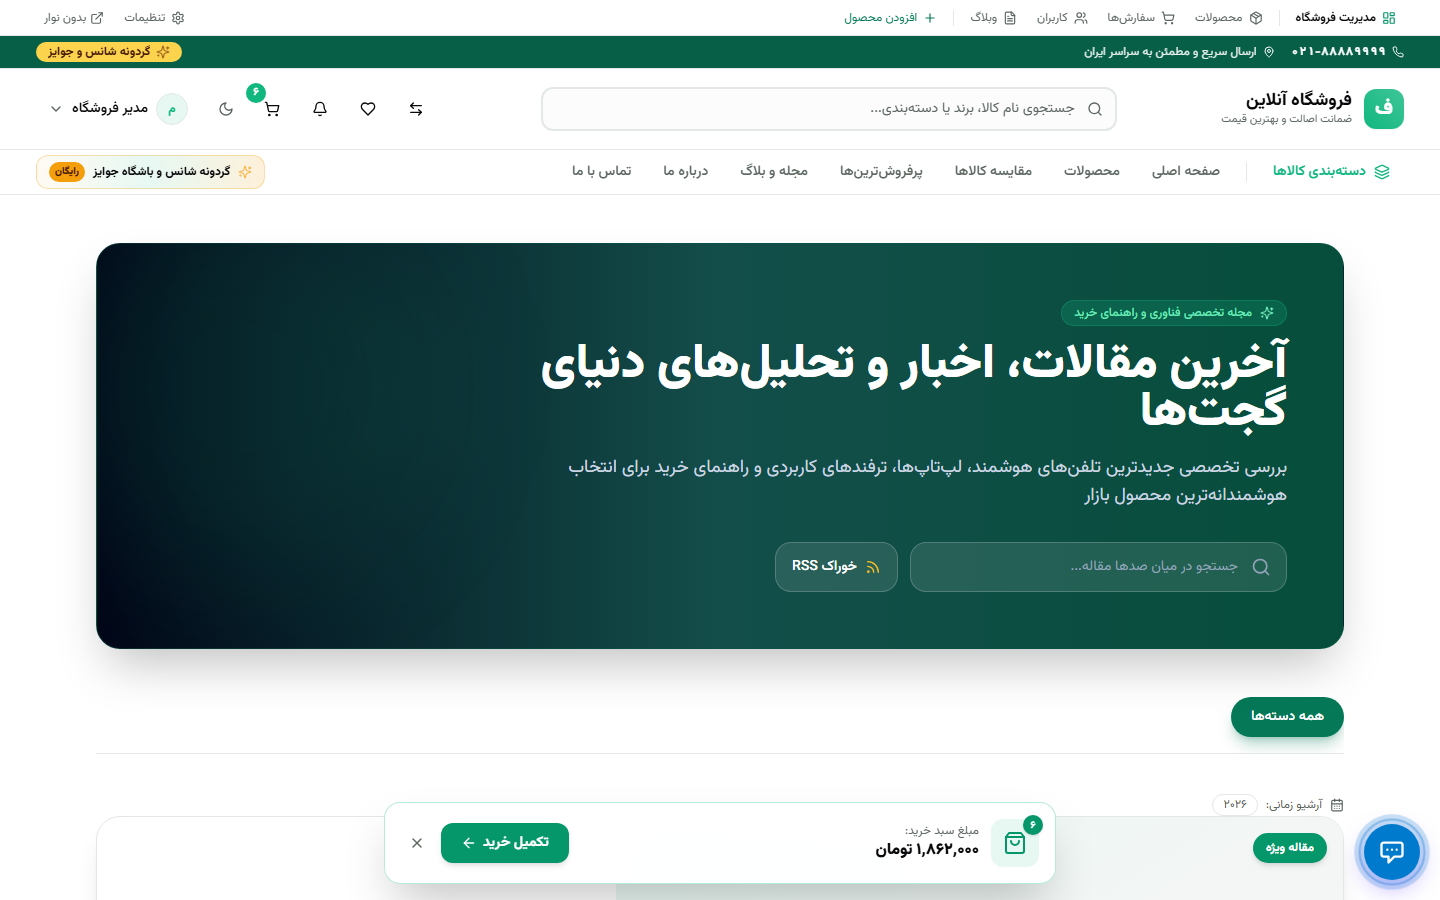 مدیریت فروشگاه
محصولات
سفارش‌ها
کاربران
وبلاگ
افزودن محصول
تنظیمات
بدون نوار
۰۲۱-۸۸۸۸۹۹۹۹
ارسال سریع و مطمئن به سراسر ایران
گردونه شانس و جوایز
ف
فروشگاه آنلاین
ضمانت اصالت و بهترین قیمت
جستجوی نام کالا، برند یا دسته‌بندی...
۶
م
مدیر فروشگاه
دسته‌بندی کالاها
صفحه اصلی
محصولات
مقایسه کالاها
پرفروش‌ترین‌ها
مجله و بلاگ
درباره ما
تماس با ما
گردونه شانس و باشگاه جوایز
رایگان
مجله تخصصی فناوری و راهنمای خرید
آخرین مقالات، اخبار و تحلیل‌های دنیای
گجت‌ها
بررسی تخصصی جدیدترین تلفن‌های هوشمند، لپ‌تاپ‌ها، ترفندهای کاربردی و راهنمای خرید برای انتخاب
هوشمندانه‌ترین محصول بازار
جستجو در میان صدها مقاله...
خوراک RSS
همه دسته‌ها
آرشیو زمانی:
۲۰۲۶
مقاله ویژه
۶
مبلغ سبد خرید:
۱,۸۶۲,۰۰۰ تومان
تکمیل خرید